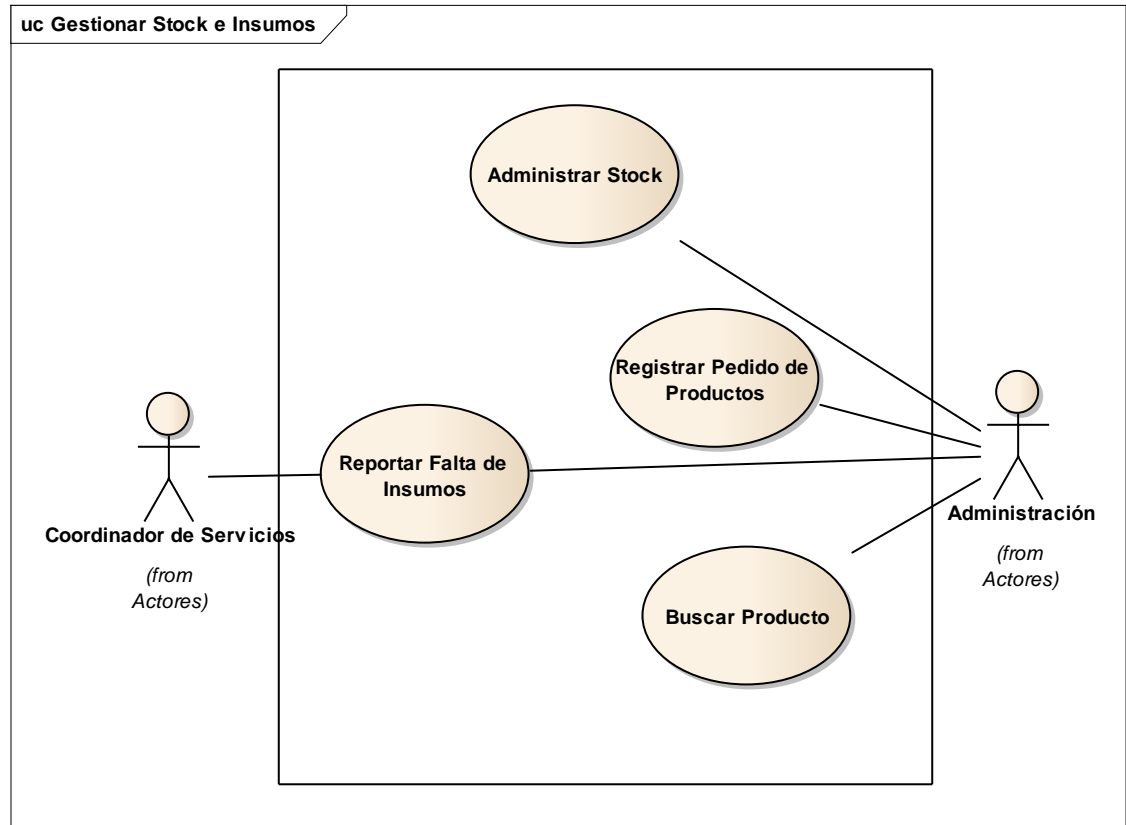 uc Gestionar Stock e Insumos
Administrar Stock
Registrar Pedido de
Productos
Reportar Falta de
Insumos
Coordinador de Servicios
(from
Actores)
Administración
(from
Actores)
Buscar Producto